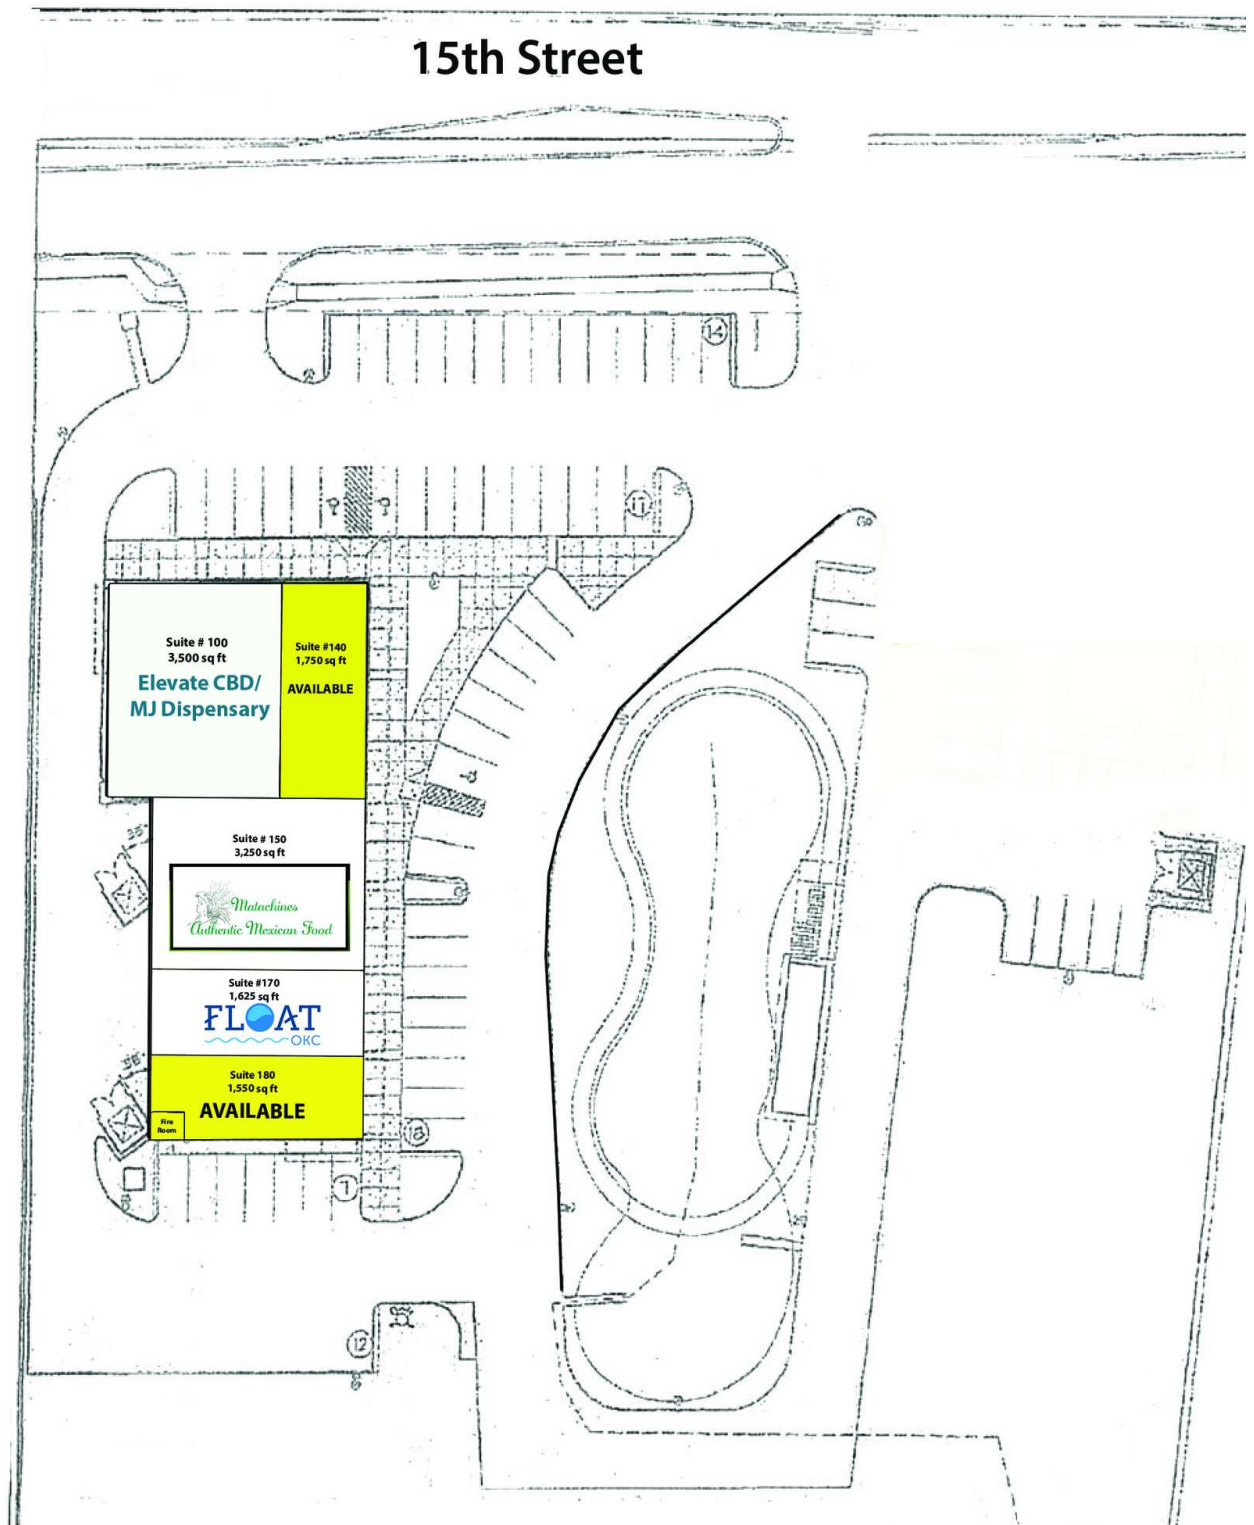 15th Street
14
17
Suite # 100
3,500 sq ft
Elevate CBD/
MJ Dispensary
Suite #140
1,750 sq ft
AVAILABLE
Suite # 150
3,250 sq ft
Matachines
Authentic Mexican Food
Suite #170
1,625 sq ft
FLOAT
OKC
Suite 180
1,550 sq ft
AVAILABLE
Fire
Room
18
7
12